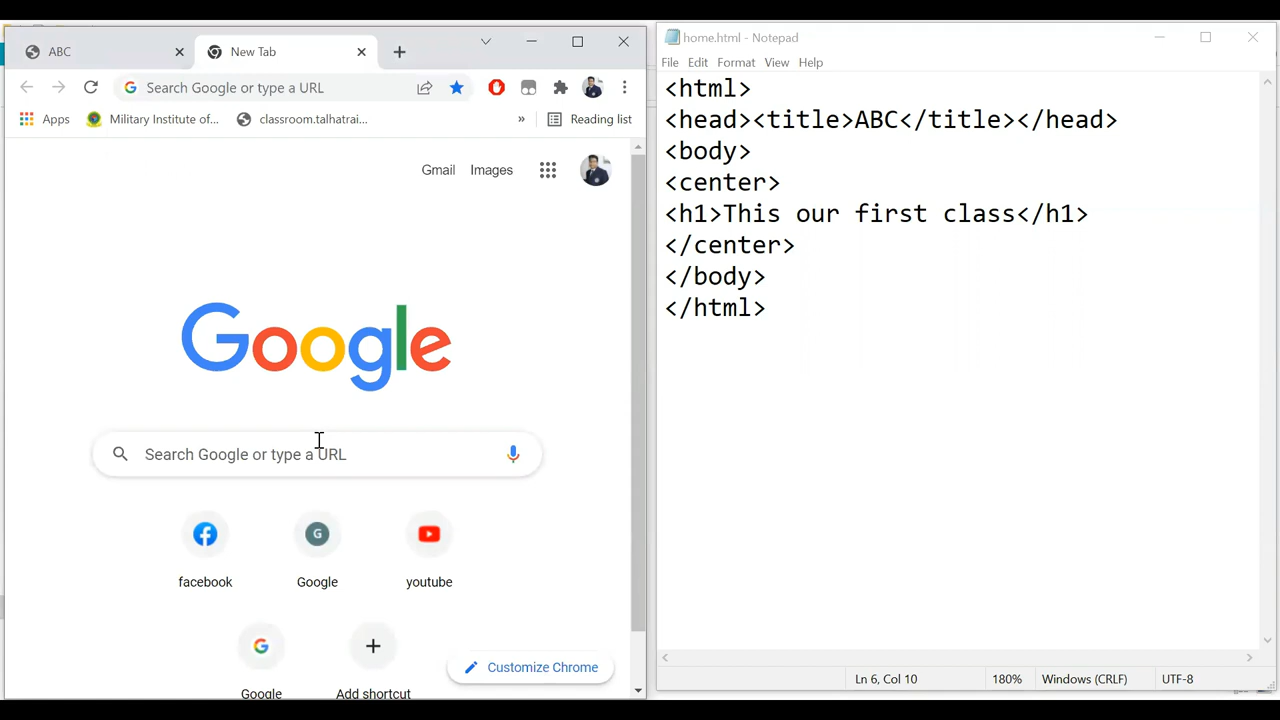 ABC
New Tab
Search Google or type a URL
Apps
Military Institute of...
classroom.talhatrai...
»
Reading list
Gmail
Images
Google
Search Google or type a URL
facebook
G
Google
youtube
G
Google
Add shortcut
Customize Chrome
home.html - Notepad
File Edit Format View Help
<html>
<head><title>ABC</title></head>
<body>
<center>
<h1>This our first class</h1>
</center>
</body>
</html>
Ln 6, Col 10
180%
Windows (CRLF)
UTF-8